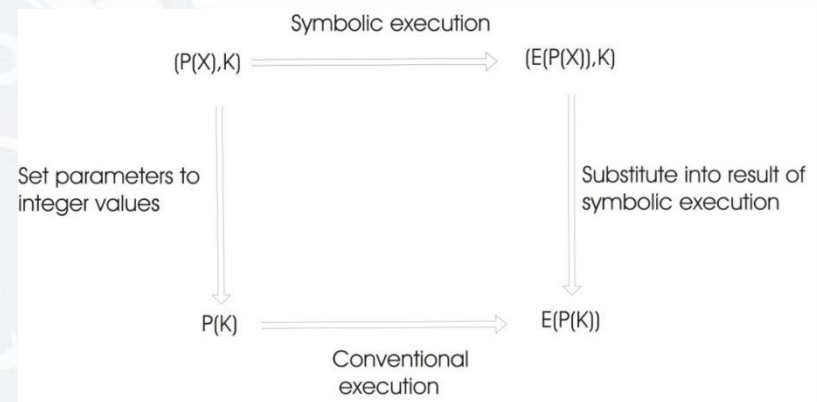 Symbolic execution
(P(X),K)
(E(P(X)),K)
Set parameters to
integer values
Substitute into result of
symbolic execution
P(K)
E(P(K))
Conventional
execution